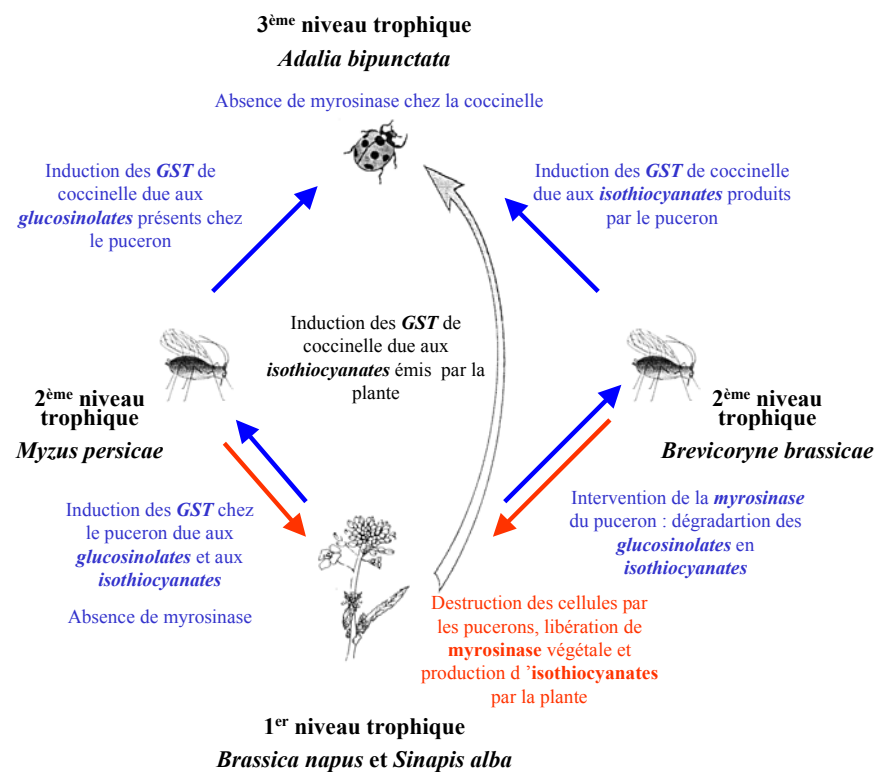 3ème niveau trophique
Adalia bipunctata
Absence de myrosinase chez la coccinelle
Induction des GST de
coccinelle due aux
glucosinolates présents chez
le puceron
Induction des GST de coccinelle
due aux isothiocyanates produits
par le puceron
Induction des GST de
coccinelle due aux
isothiocyanates émis par la
plante
2ème niveau
trophique
Myzus persicae
2ème niveau
trophique
Brevicoryne brassicae
Induction des GST chez
le puceron due aux
glucosinolates et aux
isothiocyanates
Absence de myrosinase
Intervention de la myrosinase
du puceron : dégradartion des
glucosinolates en
isothiocyanates
Destruction des cellules par
les pucerons, libération de
myrosinase végétale et
production d ’isothiocyanates
par la plante
1er niveau trophique
Brassica napus et Sinapis alba